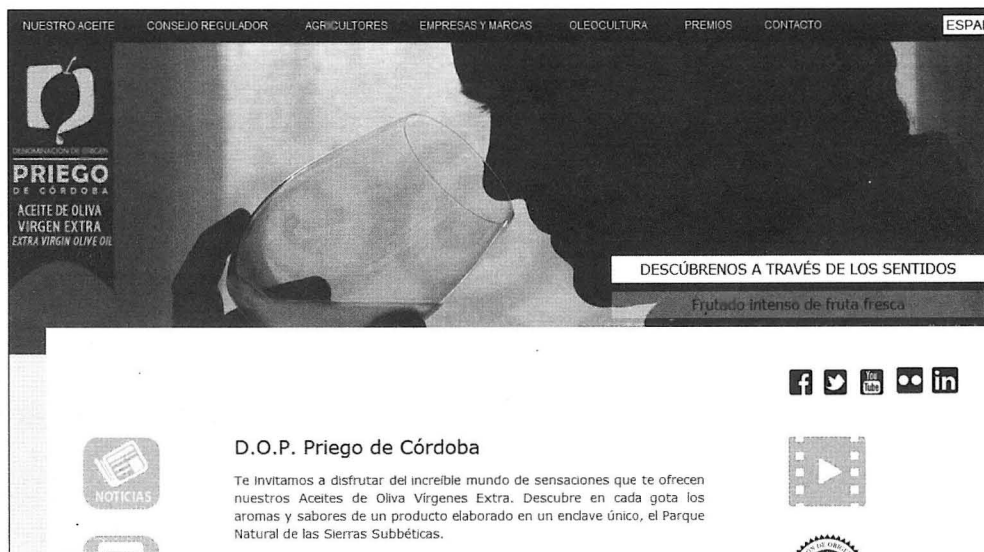 NUESTRO ACEITE CONSEJO REGULADOR AGRICULTORES EMPRESAS Y MARCAS OLEOCULTURA PREMIOS CONTACTO ESPAÑ
DENOMINACIÓN DE ORIGEN
PRIEGO
DE CÓRDOBA
ACEITE DE OLIVA
VIRGEN EXTRA
EXTRA VIRGIN OLIVE OIL
DESCÚBRENOS A TRAVÉS DE LOS SENTIDOS
Frutado intenso de fruta fresca
You
Tube
in
D.O.P. Priego de Córdoba
NOTICIAS
Te invitamos a disfrutar del increíble mundo de sensaciones que te ofrecen
nuestros Aceites de Oliva Vírgenes Extra. Descubre en cada gota los
aromas y sabores de un producto elaborado en un enclave único, el Parque
Natural de las Sierras Subbéticas.